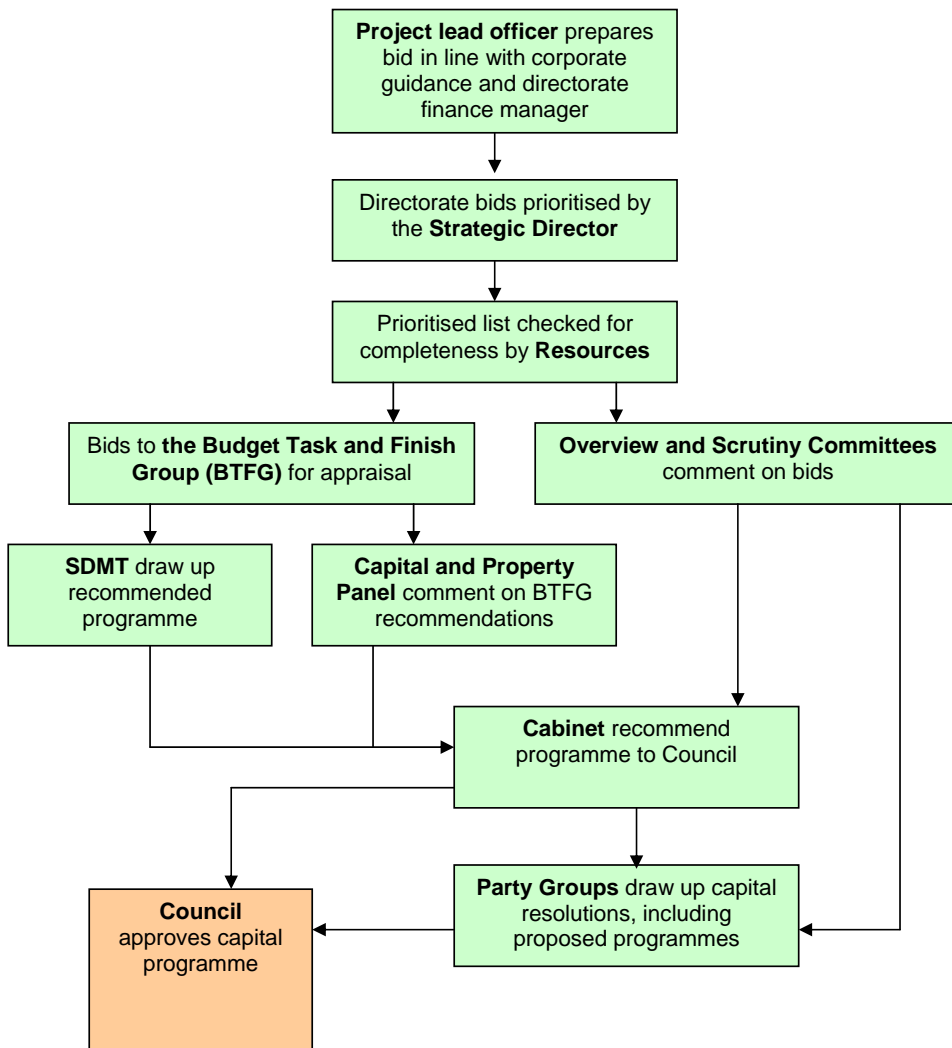 Project lead officer prepares
bid in line with corporate
guidance and directorate
finance manager
Directorate bids prioritised by
the Strategic Director
Prioritised list checked for
completeness by Resources
Bids to the Budget Task and Finish
Group (BTFG) for appraisal
Overview and Scrutiny Committees
comment on bids
SDMT draw up
recommended
programme
Capital and Property
Panel comment on BTFG
recommendations
Cabinet recommend
programme to Council
Party Groups draw up capital
resolutions, including
proposed programmes
Council
approves capital
programme